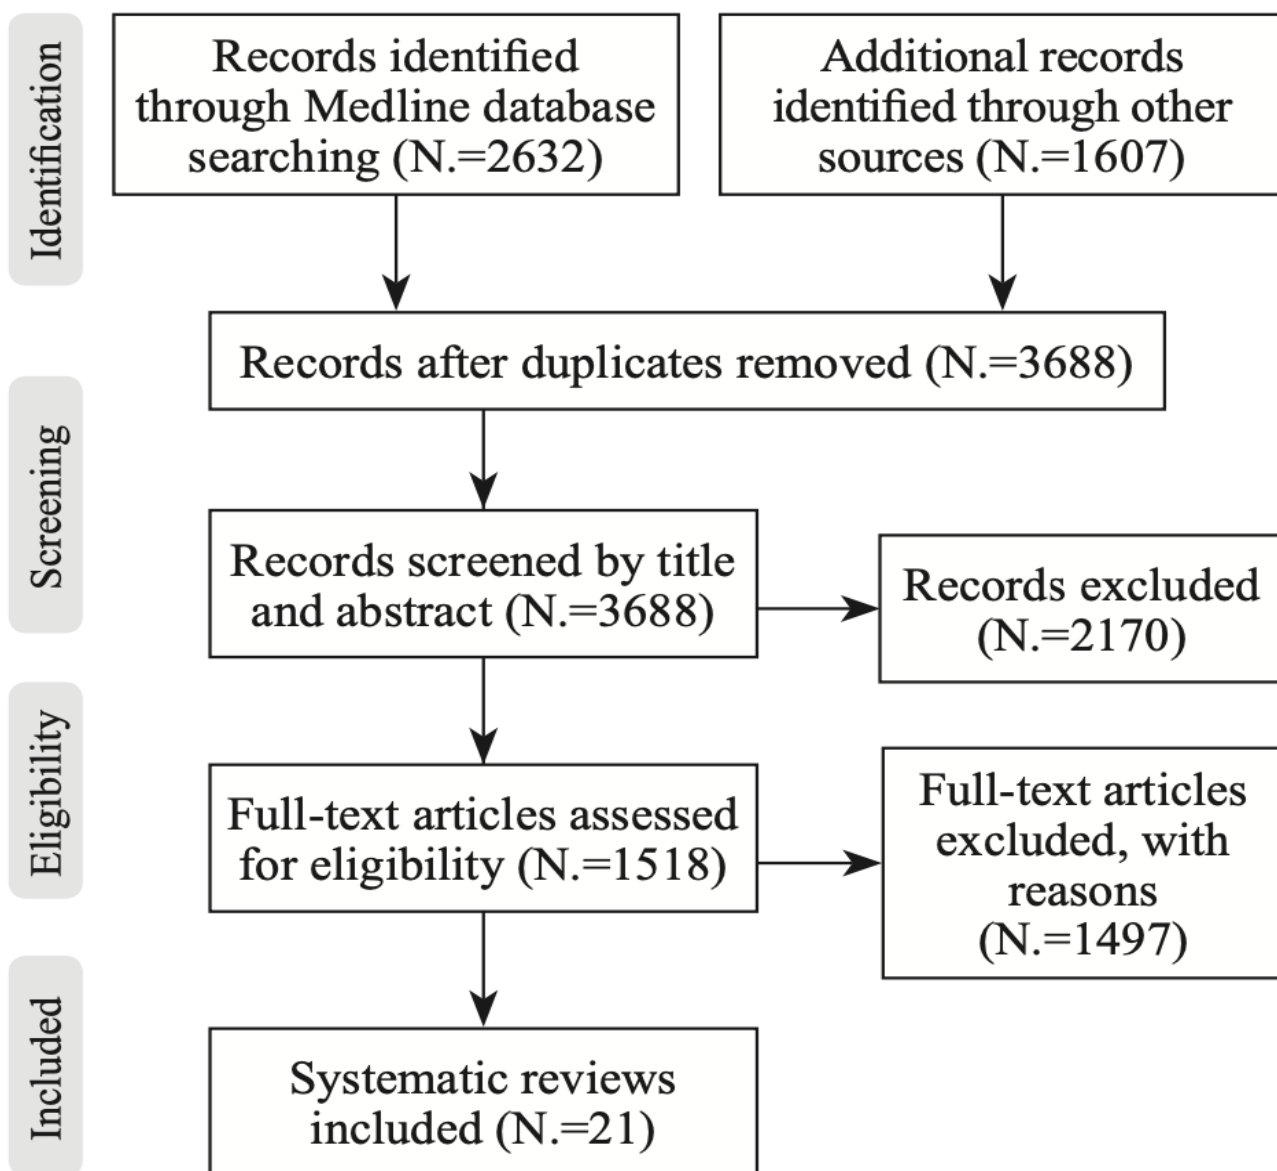 Identification
Records identified
through Medline database
searching (N.=2632)
Additional records
identified through other
sources (N.=1607)
Records after duplicates removed (N.=3688)
Screening
Records screened by title
and abstract (N.=3688)
Records excluded
(N.=2170)
Eligibility
Full-text articles assessed
for eligibility (N.=1518)
Full-text articles
excluded, with
reasons
(N.=1497)
Included
Systematic reviews
included (N.=21)